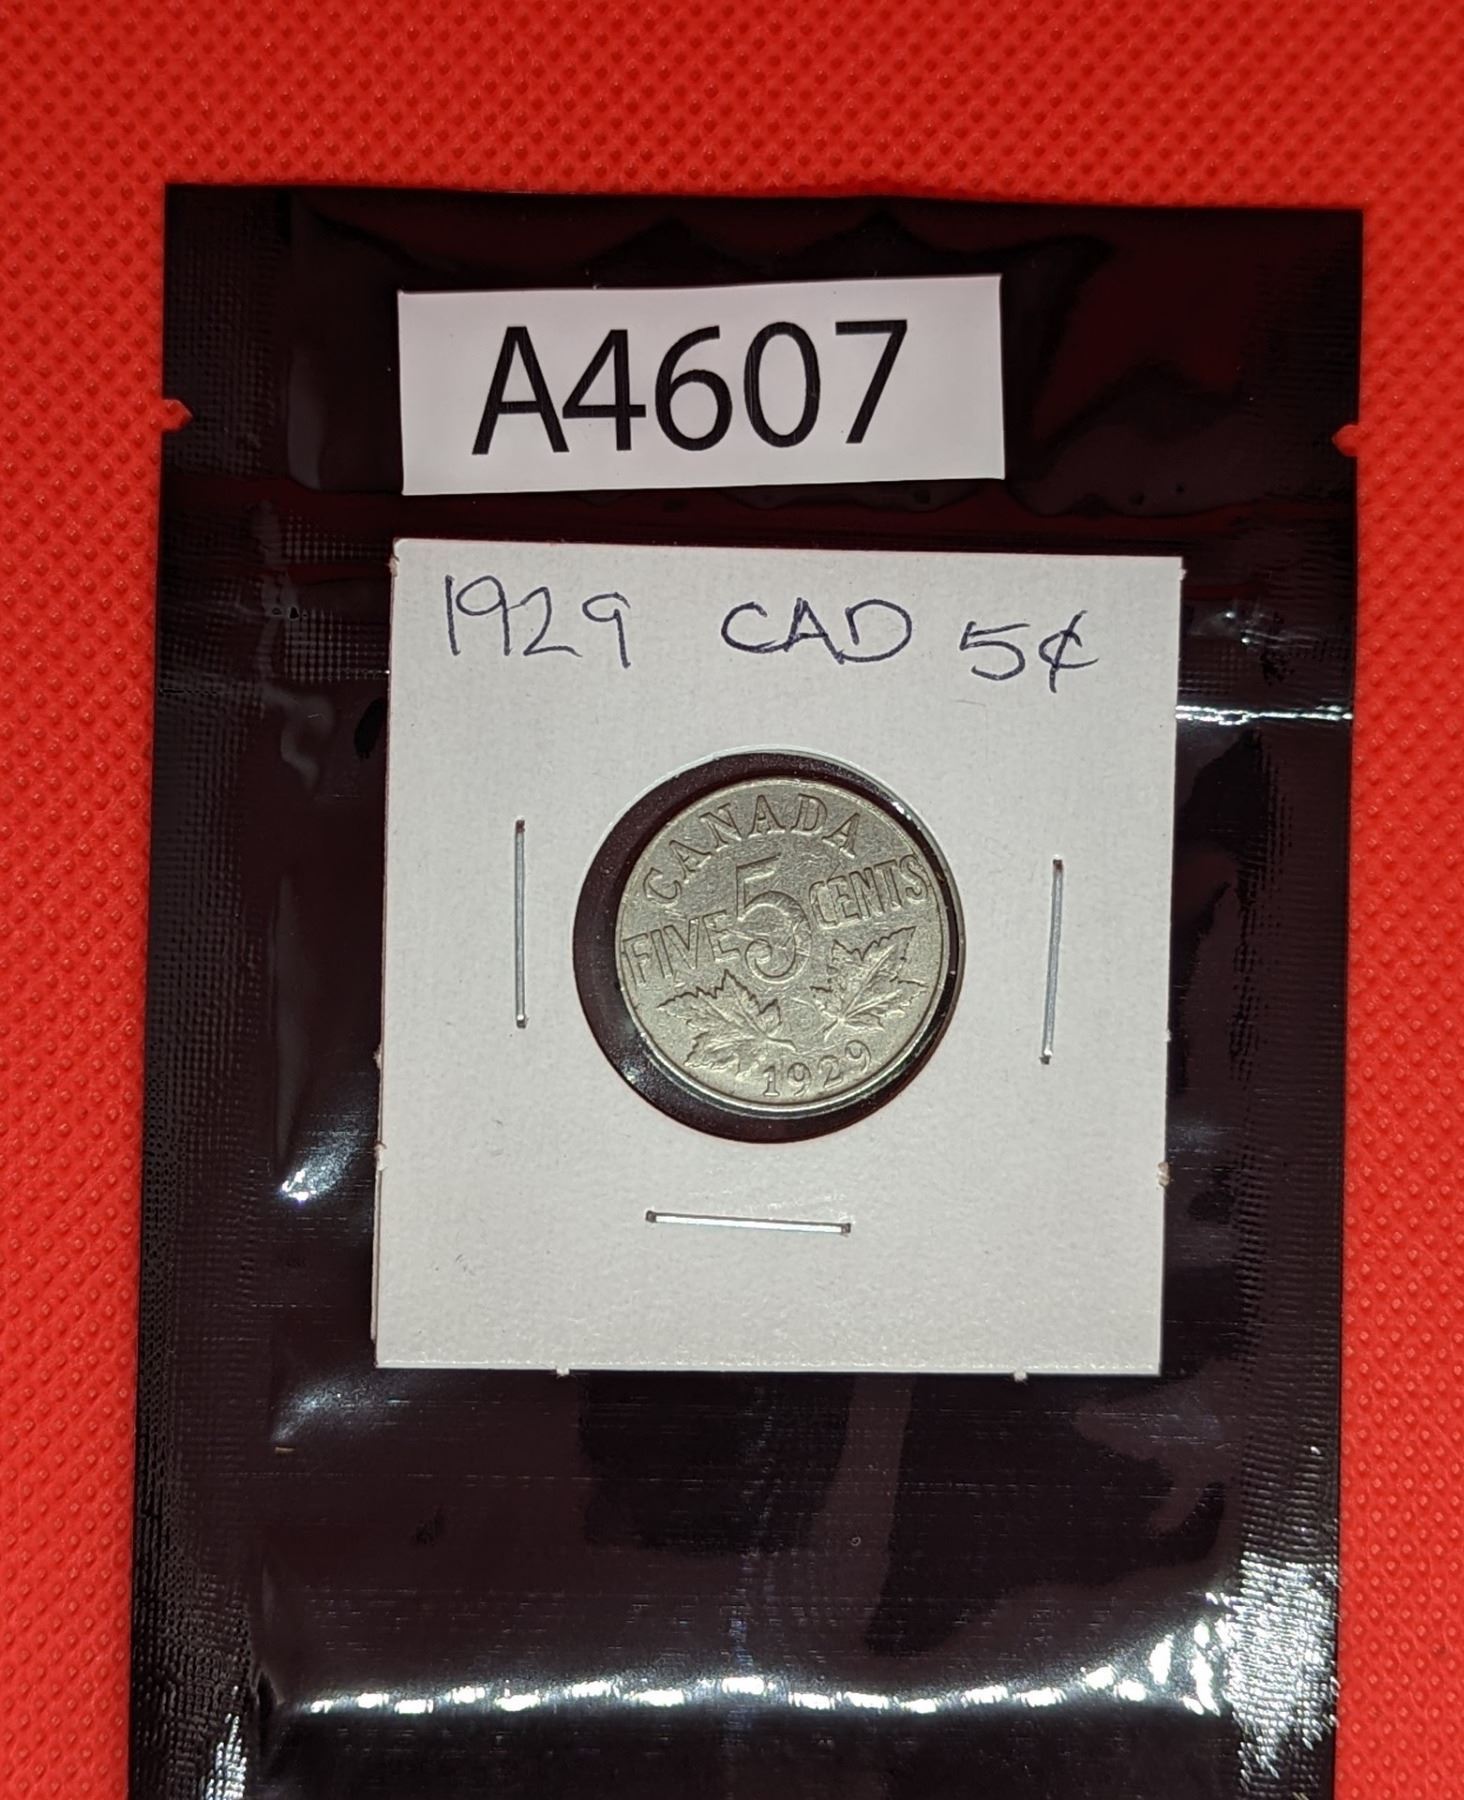 A4607
1929 CAD 5¢
CANADA
FIVE 5 CENTS
1929